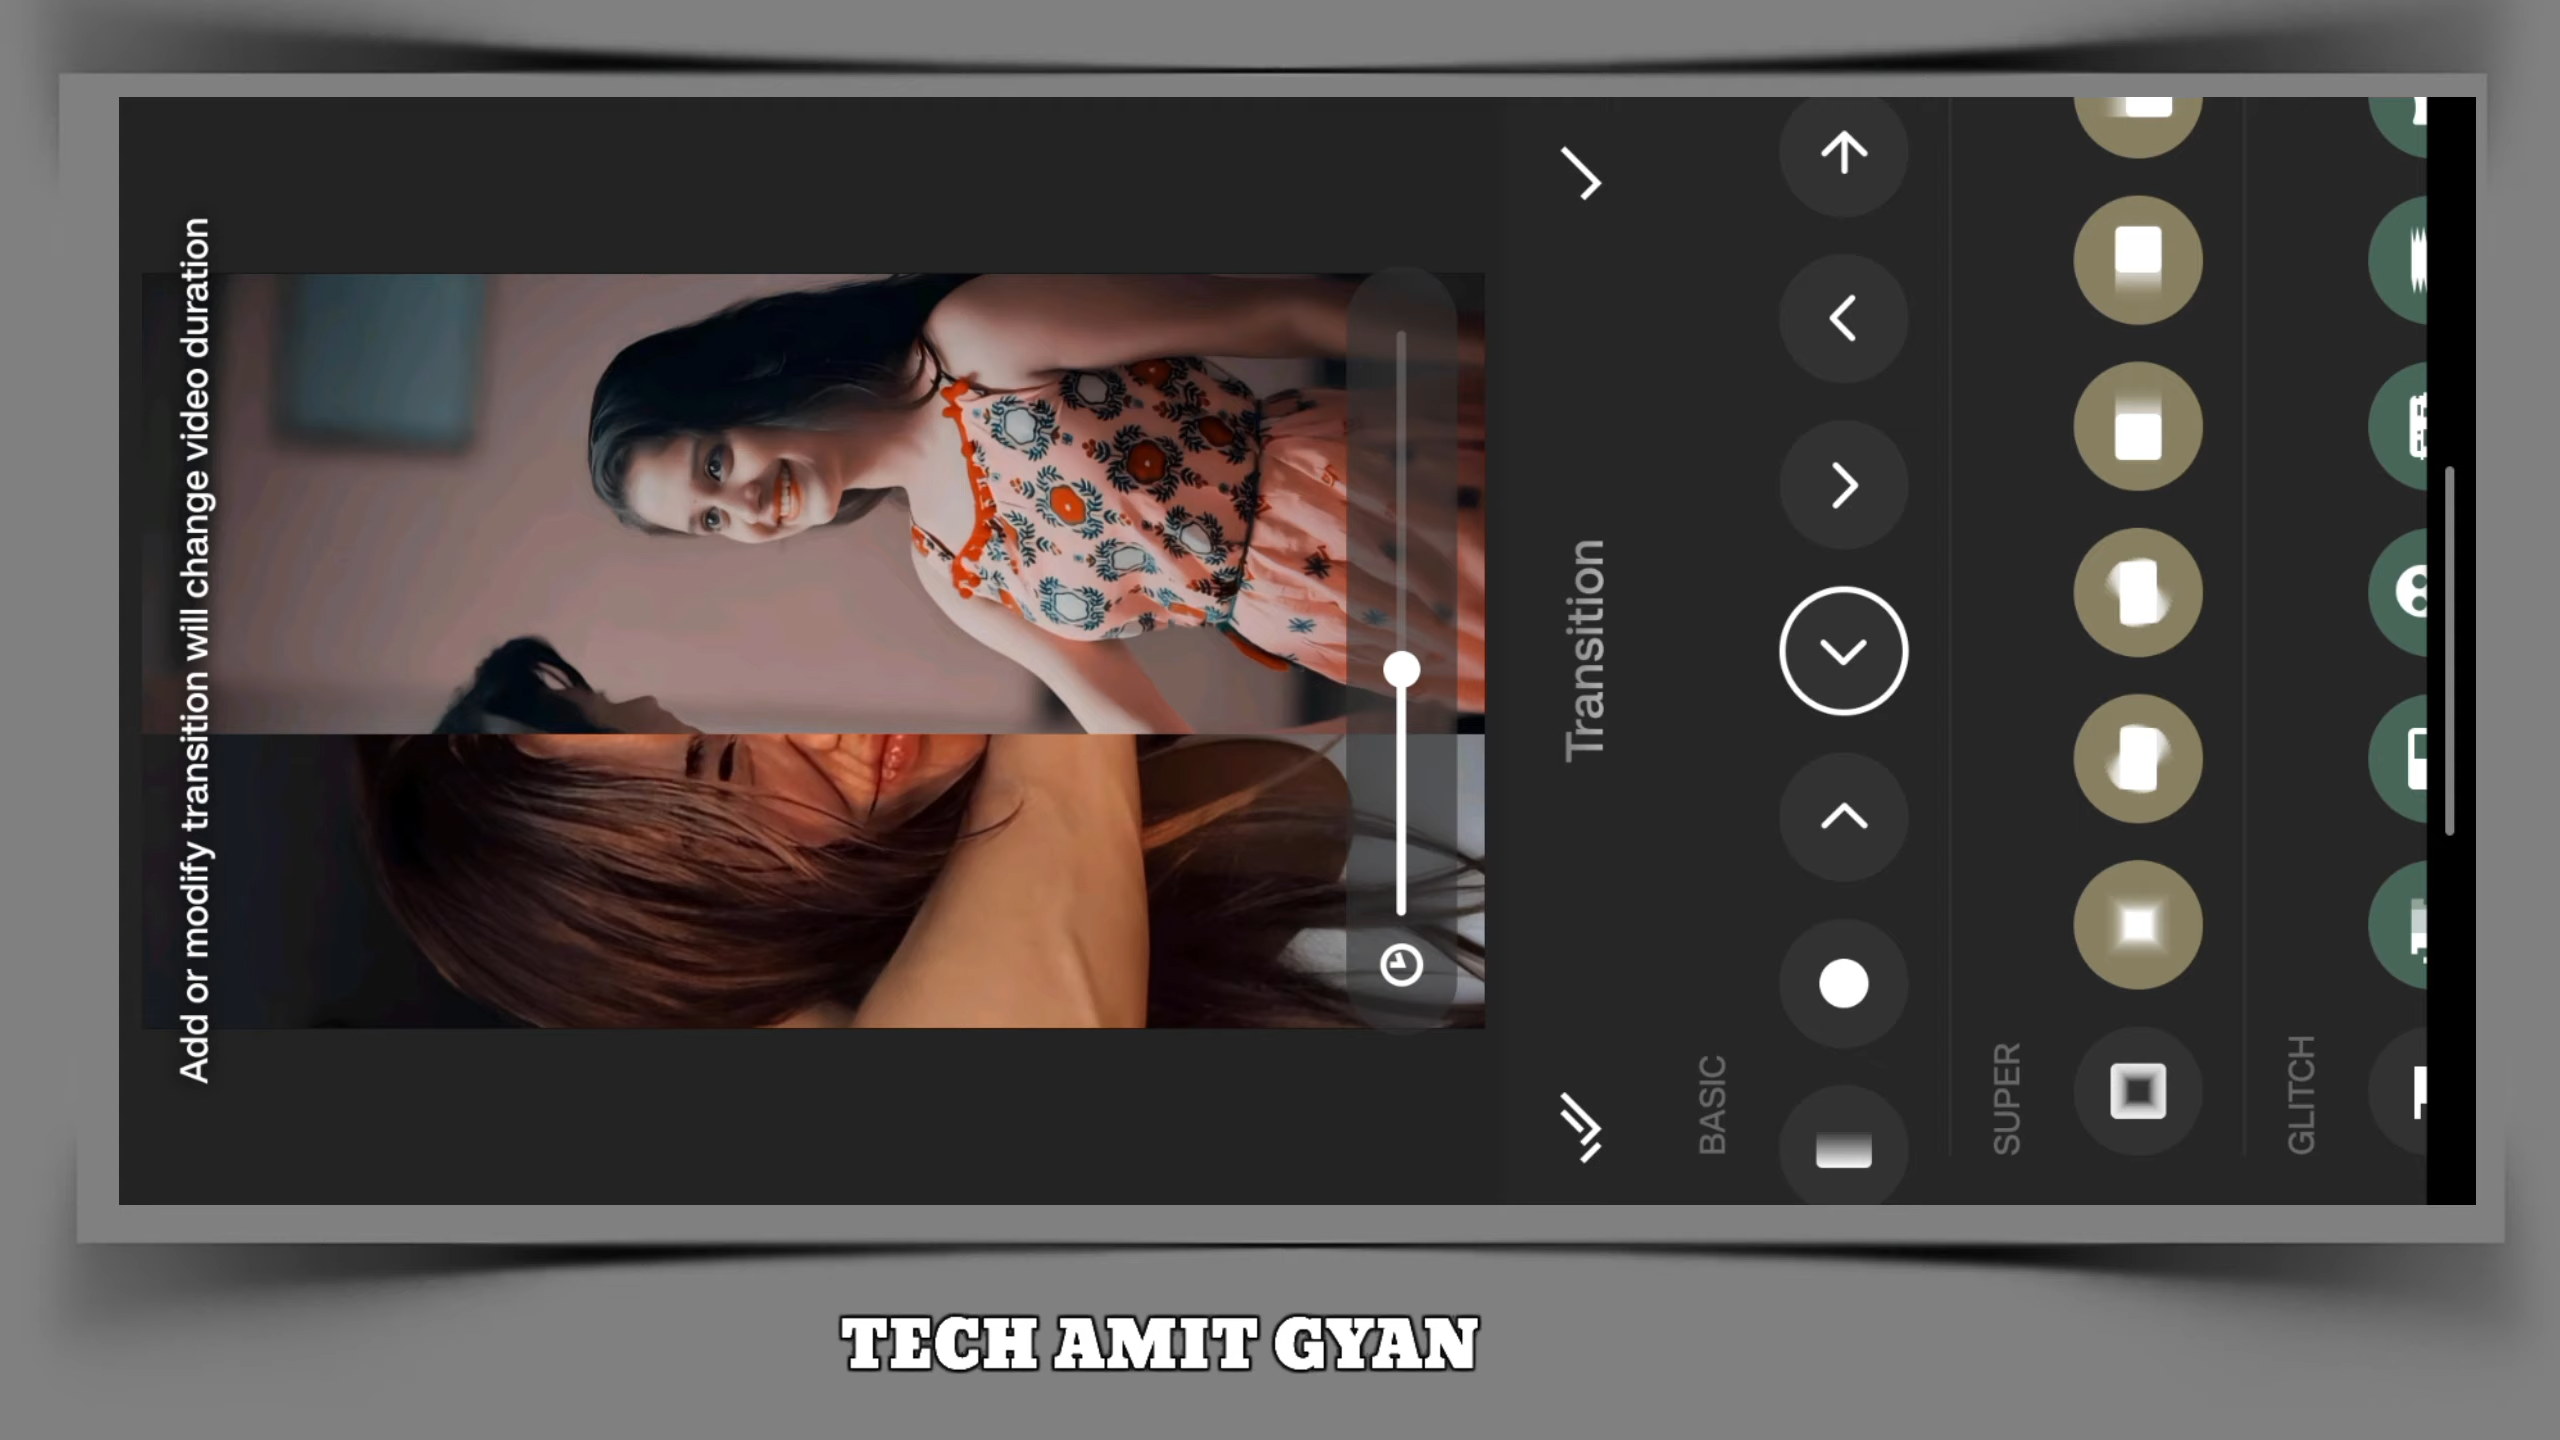 Add or modify transition will change video duration
Transition
BASIC
SUPER
GLITCH
TECH AMIT GYAN